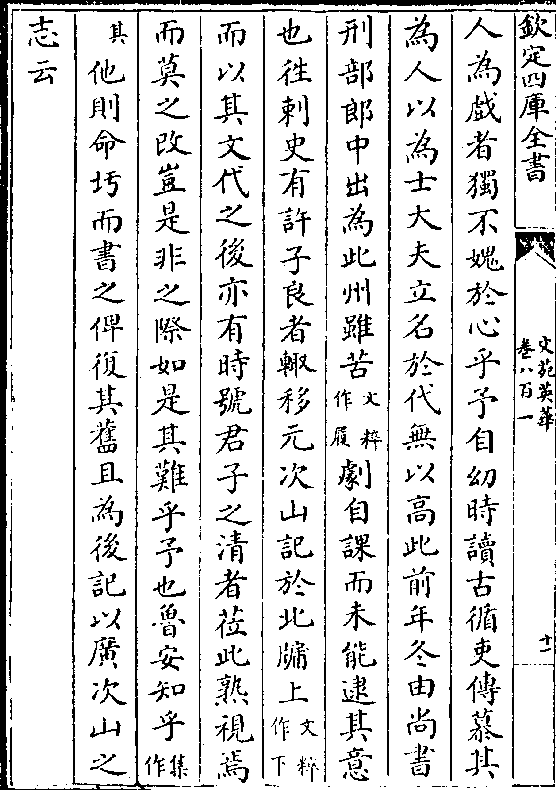 欽定四庫全書
文苑英華
卷八百一
十一
人為戯者獨不媿於心乎予自幼時讀古循吏傳慕其
為人以為士大夫立名於代無以高此前年冬由尚書
刑部郎中出為此州雖苦文粹作履劇自課而未能逮其意
也徃刺史有許子良者輙移元次山記於北牖上文粹作下
而以其文代之後亦有時號君子之清者莅此熟視焉
而莫之改豈是非之際如是其難乎予也魯安知乎集作
其他則命圬而書之俾復其舊且為後記以廣次山之
志云